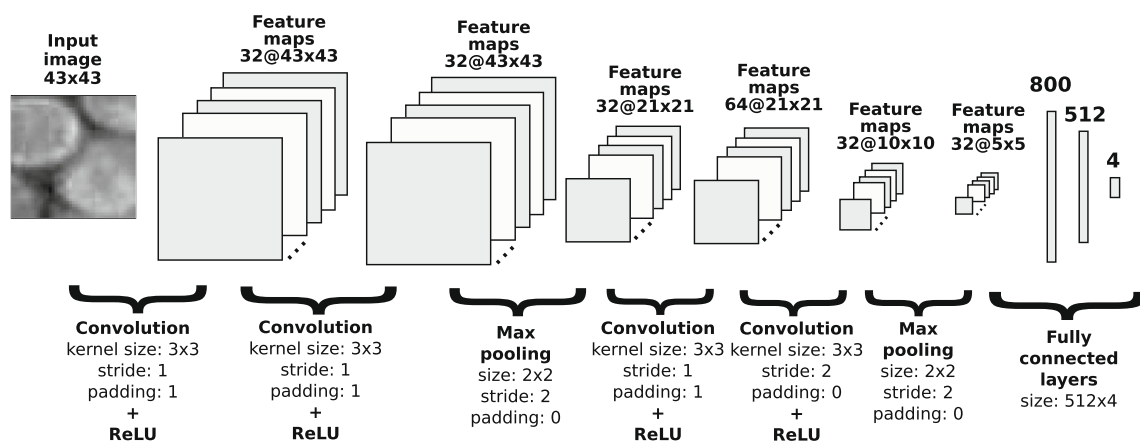 Input
image
43x43
Feature
maps
32@43x43
Feature
maps
32@43x43
Feature
maps
32@21x21
Feature
maps
64@21x21
Feature
maps
32@10x10
Feature
maps
32@5x5
800
512
4
Convolution
kernel size: 3x3
stride: 1
padding: 1
+
ReLU
Convolution
kernel size: 3x3
stride: 1
padding: 1
+
ReLU
Max
pooling
size: 2x2
stride: 2
padding: 0
Convolution
kernel size: 3x3
stride: 1
padding: 1
+
ReLU
Convolution
kernel size: 3x3
stride: 2
padding: 0
+
ReLU
Max
pooling
size: 2x2
stride: 2
padding: 0
Fully
connected
layers
size: 512x4